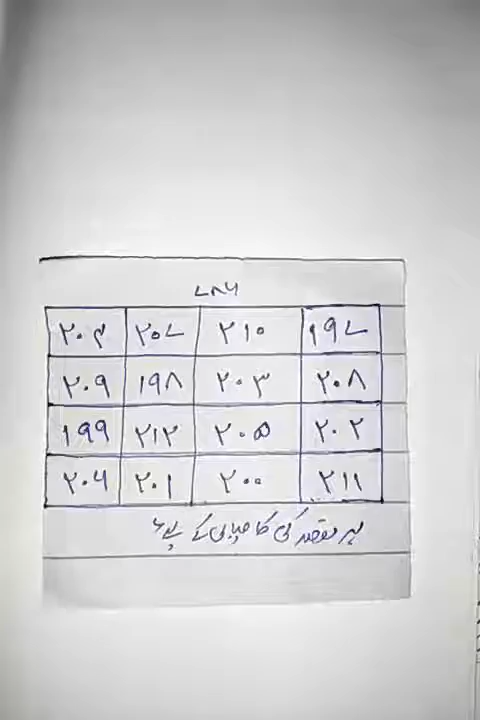 ۷۸۶
۲۰۴ ۲۰۷ ۲۱۰ ۱۹۷
۲۰۹ ۱۹۸ ۲۰۳ ۲۰۸
۱۹۹ ۲۱۲ ۲۰۵ ۲۰۲
۲۰۶ ۲۰۱ ۲۰۰ ۲۱۱
ہر مقصد کی کامیابی کے لیے